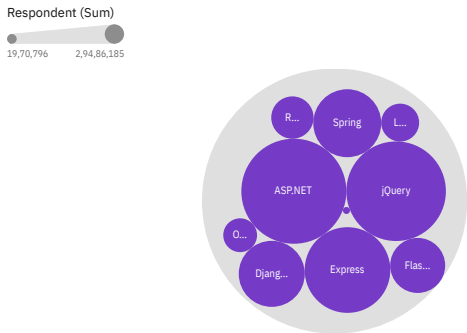 Respondent (Sum)
19,70,796 2,94,86,185
R... Spring L...
ASP.NET jQuery
O...
Djang... Express Flas...